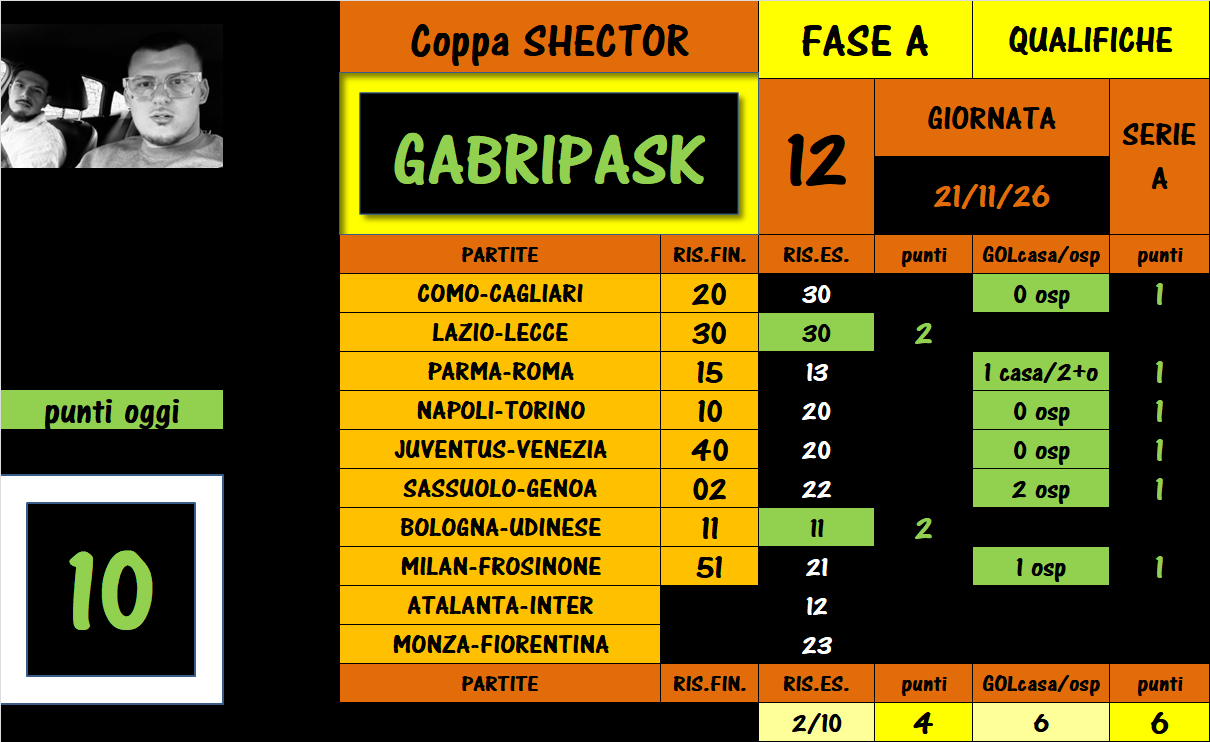 Coppa SHECTOR FASE A QUALIFICHE
GABRIPASK 12 GIORNATA SERIE A
21/11/26
PARTITE RIS.FIN. RIS.ES. punti GOLcasa/osp punti
COMO-CAGLIARI 20 30 0 osp 1
LAZIO-LECCE 30 30 2
PARMA-ROMA 15 13 1 casa/2+o 1
punti oggi
NAPOLI-TORINO 10 20 0 osp 1
JUVENTUS-VENEZIA 40 20 0 osp 1
SASSUOLO-GENOA 02 22 2 osp 1
BOLOGNA-UDINESE 11 11 2
10
MILAN-FROSINONE 51 21 1 osp 1
ATALANTA-INTER 12
MONZA-FIORENTINA 23
PARTITE RIS.FIN. RIS.ES. punti GOLcasa/osp punti
2/10 4 6 6